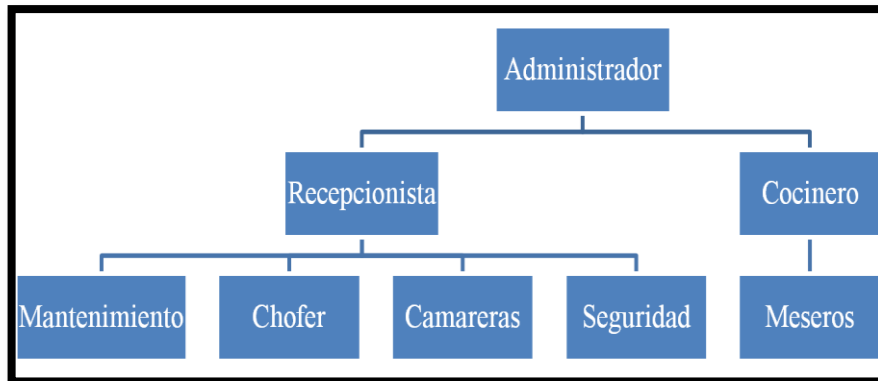 Administrador
Recepcionista
Cocinero
Mantenimiento
Chofer
Camareras
Seguridad
Meseros